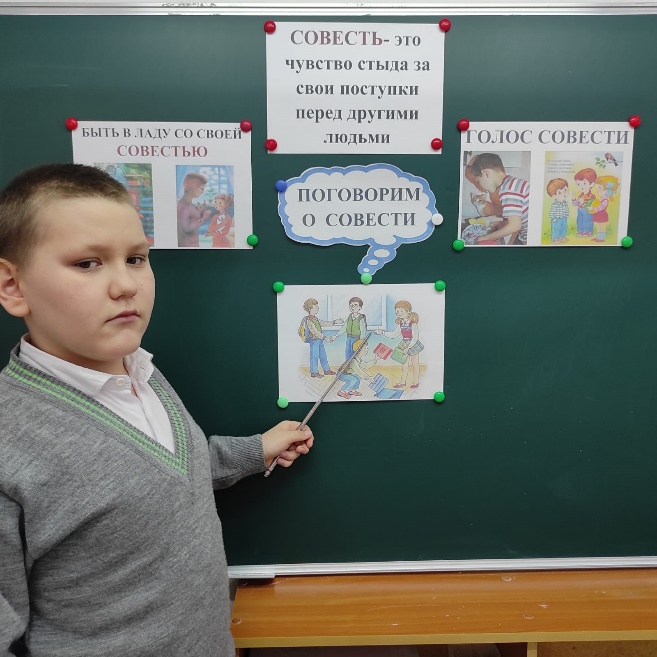 СОВЕСТЬ- это
чувство стыда за
свои поступки
перед другими
людьми
БЫТЬ В ЛАДУ СО СВОЕЙ
СОВЕСТЬЮ
ПОГОВОРИМ
О СОВЕСТИ
ГОЛОС СОВЕСТИ